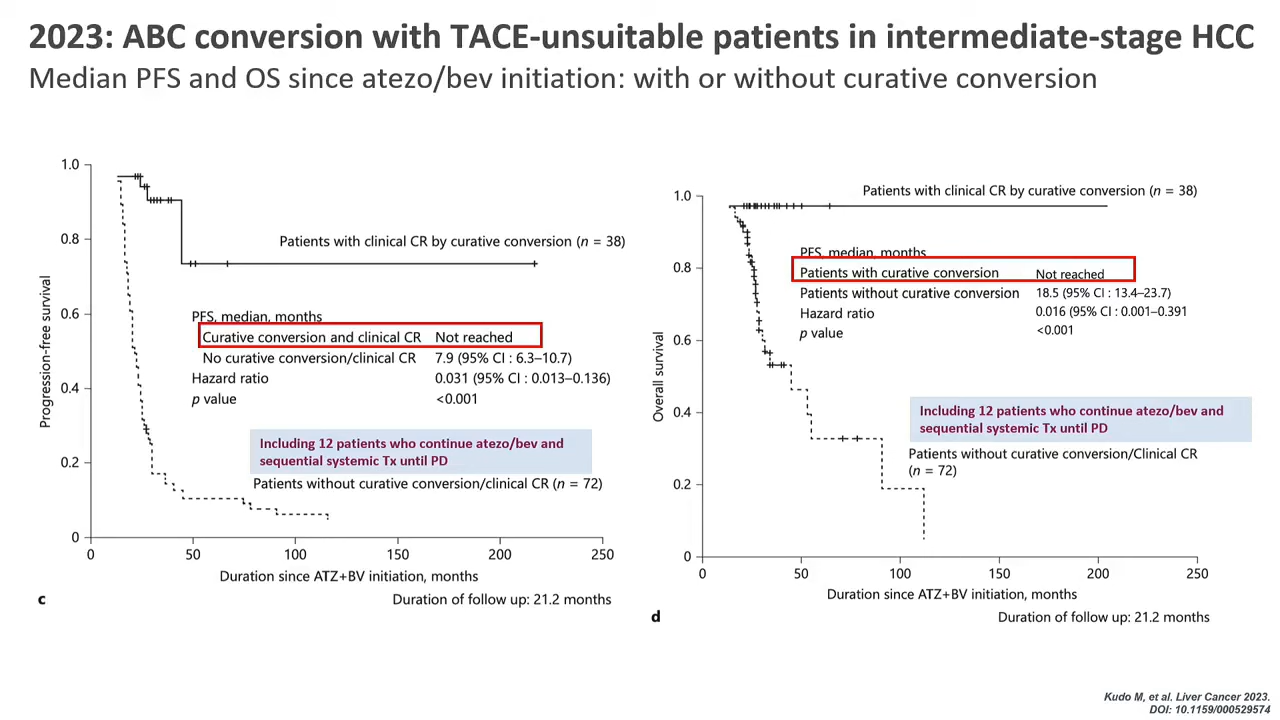 2023: ABC conversion with TACE-unsuitable patients in intermediate-stage HCC
Median PFS and OS since atezo/bev initiation: with or without curative conversion
Progression-free survival
1.0
0.8
0.6
0.4
0.2
0
0 50 100 150 200 250
Patients with clinical CR by curative conversion (n = 38)
PFS, median, months
Curative conversion and clinical CR Not reached
No curative conversion/clinical CR 7.9 (95% CI : 6.3–10.7)
Hazard ratio 0.031 (95% CI : 0.013–0.136)
p value <0.001
Including 12 patients who continue atezo/bev and
sequential systemic Tx until PD
Patients without curative conversion/clinical CR (n = 72)
Duration since ATZ+BV initiation, months
c
Duration of follow up: 21.2 months
Overall survival
1.0
0.8
0.6
0.4
0.2
0
0 50 100 150 200 250
Patients with clinical CR by curative conversion (n = 38)
PFS, median, months
Patients with curative conversion Not reached
Patients without curative conversion 18.5 (95% CI : 13.4–23.7)
Hazard ratio 0.016 (95% CI : 0.001–0.391
p value <0.001
Including 12 patients who continue atezo/bev and
sequential systemic Tx until PD
Patients without curative conversion/Clinical CR
(n = 72)
Duration since ATZ+BV initiation, months
d
Duration of follow up: 21.2 months
Kudo M, et al. Liver Cancer 2023.
DOI: 10.1159/000529574